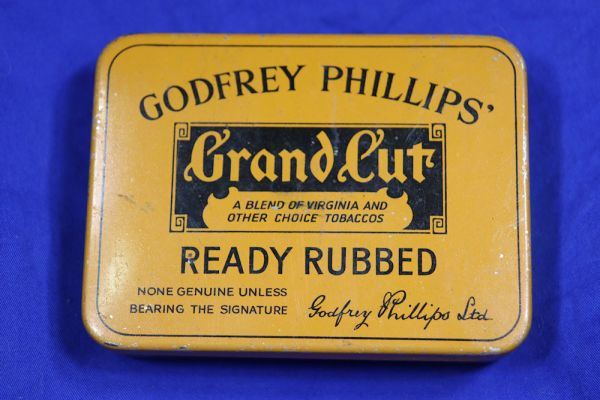 GODFREY PHILLIPS'
Grand Cut
A BLEND OF VIRGINIA AND
OTHER CHOICE TOBACCOS
READY RUBBED
NONE GENUINE UNLESS
BEARING THE SIGNATURE
Godfrey Phillips Ltd